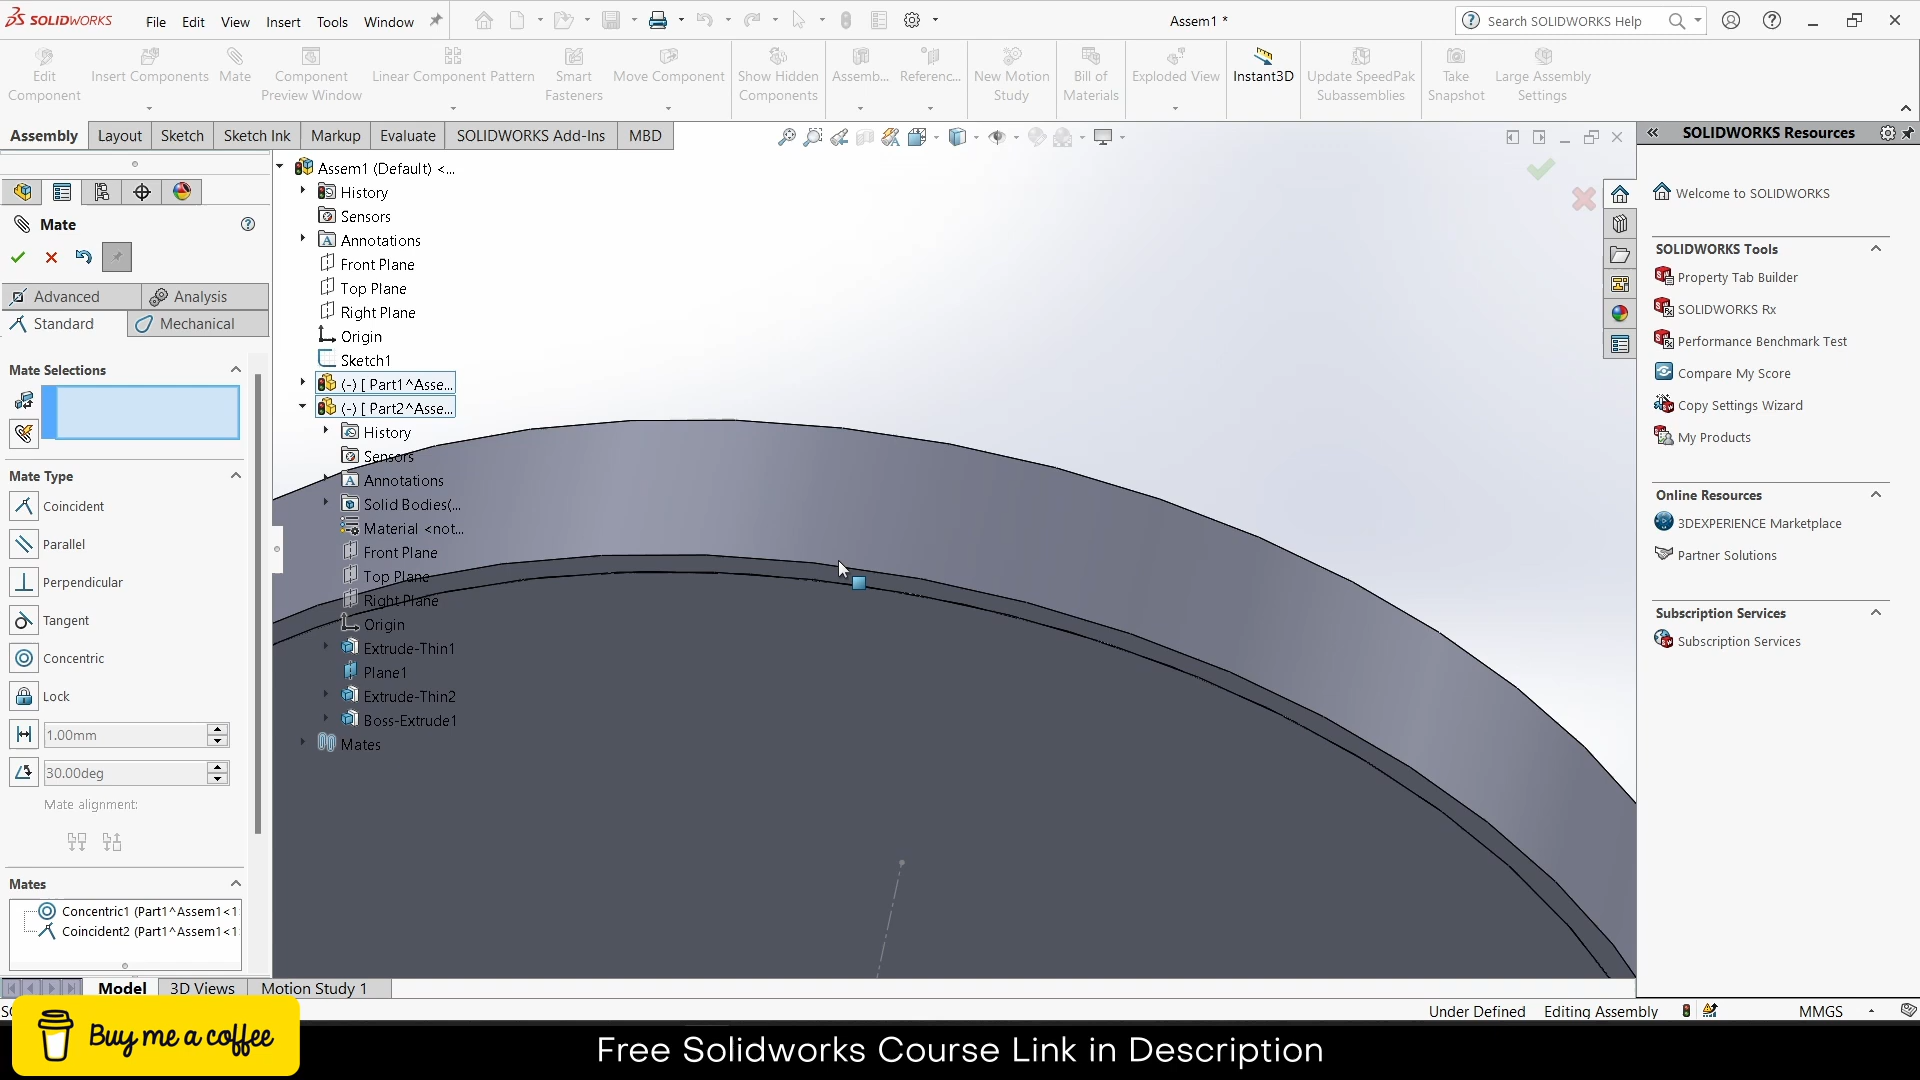 SOLIDWORKS File Edit View Insert Tools Window
Assem1 *
Search SOLIDWORKS Help
Edit Component
Insert Components
Mate
Component Preview Window
Linear Component Pattern
Smart Fasteners
Move Component
Show Hidden Components
Assemb...
Referenc...
New Motion Study
Bill of Materials
Exploded View
Instant3D
Update SpeedPak Subassemblies
Take Snapshot
Large Assembly Settings
Assembly Layout Sketch Sketch Ink Markup Evaluate SOLIDWORKS Add-Ins MBD
Mate
Advanced
Analysis
Standard
Mechanical
Mate Selections
Mate Type
Coincident
Parallel
Perpendicular
Tangent
Concentric
Lock
1.00mm
30.00deg
Mate alignment:
Mates
Concentric1 (Part1^Assem1<1
Coincident2 (Part1^Assem1<1
Assem1 (Default) <...
History
Sensors
Annotations
Front Plane
Top Plane
Right Plane
Origin
Sketch1
(-) [ Part1^Asse...
(-) [ Part2^Asse...
History
Sensors
Annotations
Solid Bodies(...
Material <not...
Front Plane
Top Plane
Right Plane
Origin
Extrude-Thin1
Plane1
Extrude-Thin2
Boss-Extrude1
Mates
SOLIDWORKS Resources
Welcome to SOLIDWORKS
SOLIDWORKS Tools
Property Tab Builder
SOLIDWORKS Rx
Performance Benchmark Test
Compare My Score
Copy Settings Wizard
My Products
Online Resources
3DEXPERIENCE Marketplace
Partner Solutions
Subscription Services
Subscription Services
Model 3D Views Motion Study 1
Under Defined Editing Assembly MMGS
Buy me a coffee
Free Solidworks Course Link in Description